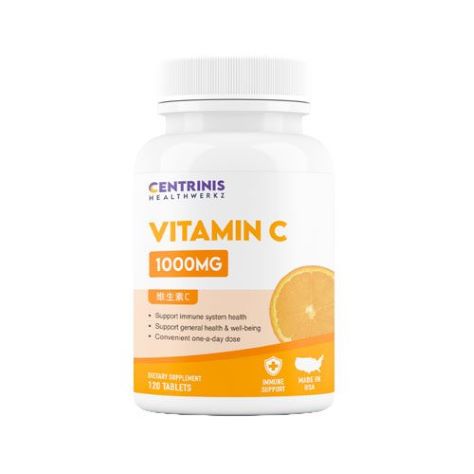 CENTRINIS
HEALTHWERKZ
VITAMIN C
1000MG
維生素C
• Support immune system health
• Support general health & well-being
• Convenient one-a-day dose
DIETARY SUPPLEMENT
120 TABLETS
IMMUNE
SUPPORT
MADE IN
USA